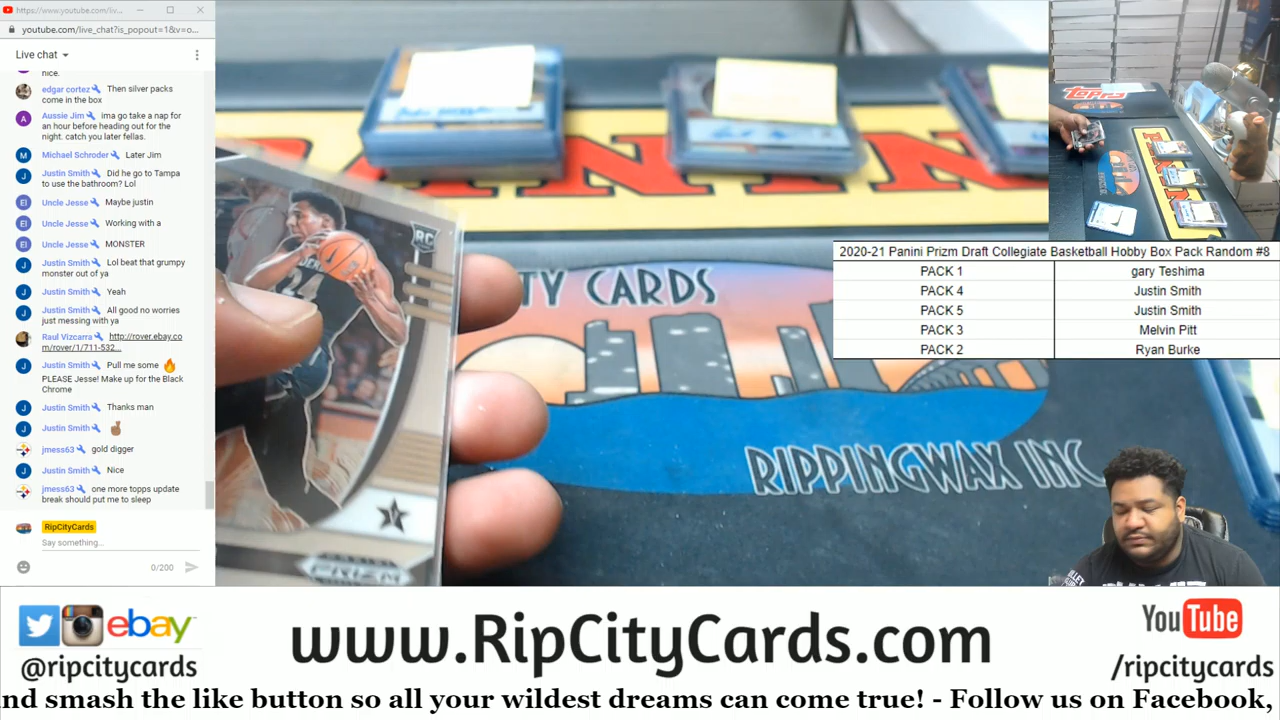 https://www.youtube.com/liv...
youtube.com/live_chat?is_popout=1&v=o...
Live chat
nice.
edgar cortez Then silver packs
come in the box
Aussie Jim ima go take a nap for
an hour before heading out for the
night. catch you later fellas.
Michael Schroder Later Jim
Justin Smith Did he go to Tampa
to use the bathroom? Lol
Uncle Jesse Maybe justin
Uncle Jesse Working with a
Uncle Jesse MONSTER
Justin Smith Lol beat that grumpy
monster out of ya
Justin Smith Yeah
Justin Smith All good no worries
just messing with ya
Raul Vizcarra http://rover.ebay.co
m/rover/1/711-532...
Justin Smith Pull me some 🔥
PLEASE Jesse! Make up for the Black
Chrome
Justin Smith Thanks man
Justin Smith 🤞🏽
jmess63 gold digger
Justin Smith Nice
jmess63 one more topps update
break should put me to sleep
RipCityCards
Say something...
0/200
RC
24
PRIZM
PANINI
TY CARDS
RIPPINGWAX INC
Topps
2020-21 Panini Prizm Draft Collegiate Basketball Hobby Box Pack Random #8
PACK 1 gary Teshima
PACK 4 Justin Smith
PACK 5 Justin Smith
PACK 3 Melvin Pitt
PACK 2 Ryan Burke
ebay
@ripcitycards
www.RipCityCards.com
YouTube
/ripcitycards
nd smash the like button so all your wildest dreams can come true! - Follow us on Facebook,